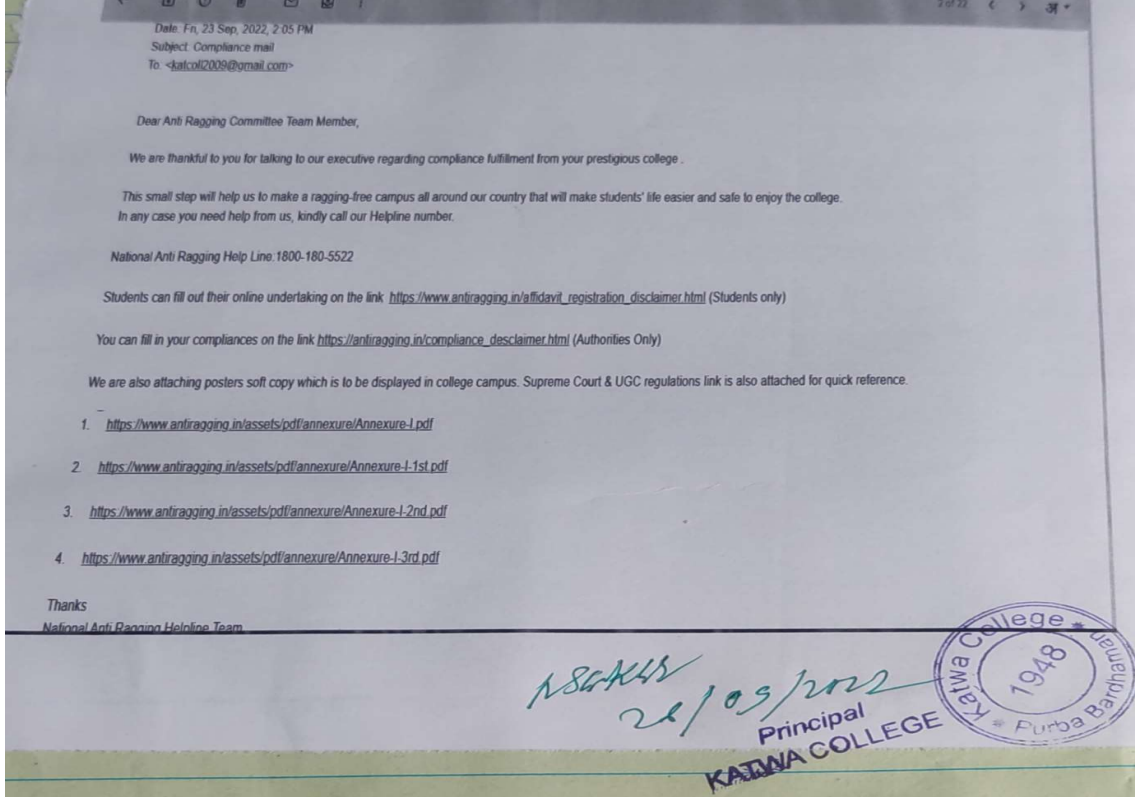 2 of 22
Date: Fri, 23 Sep, 2022, 2:05 PM
Subject: Compliance mail
To: <katcoll2009@gmail.com>
Dear Anti Ragging Committee Team Member,
We are thankful to you for talking to our executive regarding compliance fulfillment from your prestigious college .
This small step will help us to make a ragging-free campus all around our country that will make students' life easier and safe to enjoy the college.
In any case you need help from us, kindly call our Helpline number.
National Anti Ragging Help Line:1800-180-5522
Students can fill out their online undertaking on the link https://www.antiragging.in/affidavit_registration_disclaimer.html (Students only)
You can fill in your compliances on the link https://antiragging.in/compliance_desclaimer.html (Authorities Only)
We are also attaching posters soft copy which is to be displayed in college campus. Supreme Court & UGC regulations link is also attached for quick reference.
1. https://www.antiragging.in/assets/pdf/annexure/Annexure-I.pdf
2. https://www.antiragging.in/assets/pdf/annexure/Annexure-I-1st.pdf
3. https://www.antiragging.in/assets/pdf/annexure/Annexure-I-2nd.pdf
4. https://www.antiragging.in/assets/pdf/annexure/Annexure-I-3rd.pdf
Thanks
National Anti Ragging Helpline Team
/09/2022
Principal
KATWA COLLEGE
Katwa College
1948
Purba Bardhaman